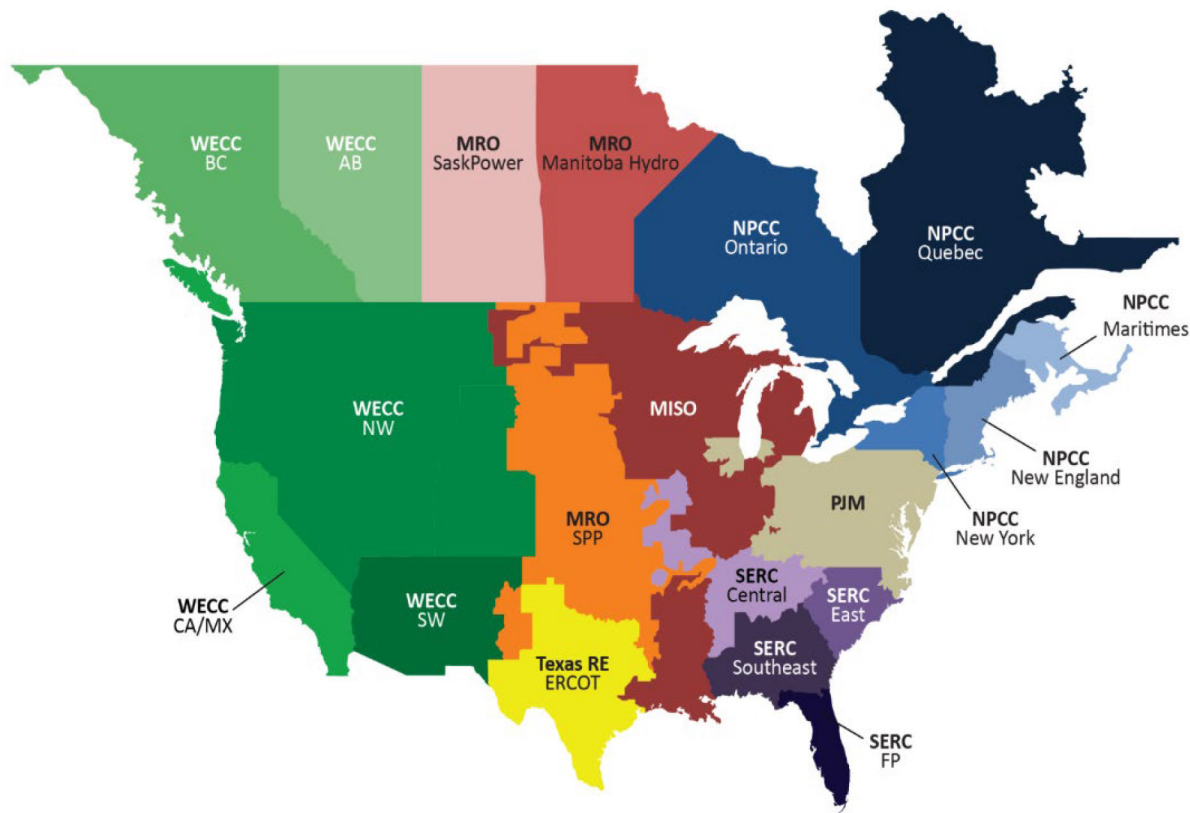 WECC
BC
WECC
AB
MRO
SaskPower
MRO
Manitoba Hydro
NPCC
Ontario
NPCC
Quebec
NPCC
Maritimes
WECC
NW
MISO
NPCC
New England
MRO
SPP
PJM
NPCC
New York
WECC
CA/MX
WECC
SW
SERC
Central
SERC
East
Texas RE
ERCOT
SERC
Southeast
SERC
FP